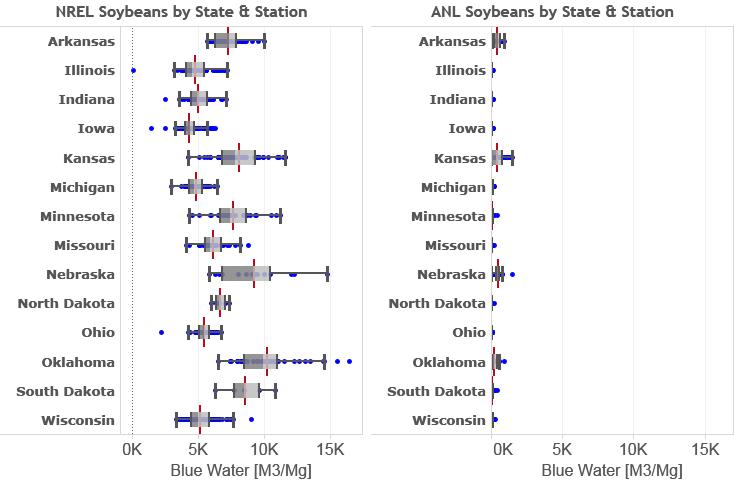 NREL Soybeans by State & Station
Arkansas
Illinois
Indiana
Iowa
Kansas
Michigan
Minnesota
Missouri
Nebraska
North Dakota
Ohio
Oklahoma
South Dakota
Wisconsin
0K 5K 10K 15K
Blue Water [M3/Mg]
ANL Soybeans by State & Station
Arkansas
Illinois
Indiana
Iowa
Kansas
Michigan
Minnesota
Missouri
Nebraska
North Dakota
Ohio
Oklahoma
South Dakota
Wisconsin
0K 5K 10K 15K
Blue Water [M3/Mg]